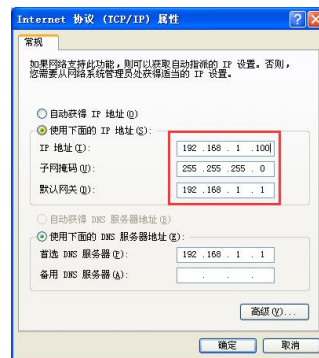 Internet 协议 (TCP/IP) 属性
常规
如果网络支持此功能，则可以获取自动指派的 IP 设置。否则，
您需要从网络系统管理员处获得适当的 IP 设置。
自动获得 IP 地址(O)
使用下面的 IP 地址(S):
IP 地址(I): 192 .168 . 1 .100
子网掩码(U): 255 .255 .255 . 0
默认网关(D): 192 .168 . 1 . 1
自动获得 DNS 服务器地址(B)
使用下面的 DNS 服务器地址(E):
首选 DNS 服务器(P): 192 .168 . 1 . 1
备用 DNS 服务器(A): . . .
高级(V)...
确定 取消